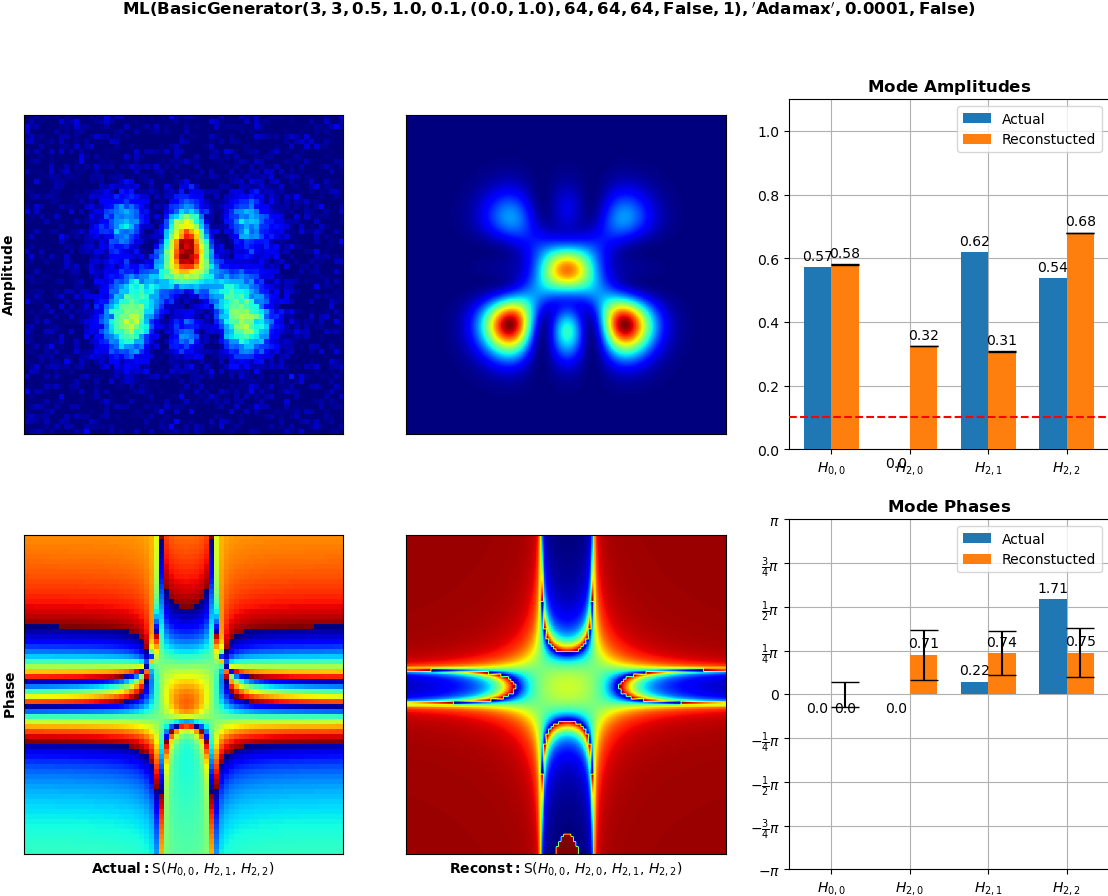 ML(BasicGenerator(3, 3, 0.5, 1.0, 0.1, (0.0, 1.0), 64, 64, 64, False, 1), ′Adamax′, 0.0001, False)
Mode Amplitudes
Actual
Reconstucted
Amplitude
1.0
0.8
0.6
0.4
0.2
0.0
0.57
0.58
0.0
0.32
0.62
0.31
0.54
0.68
H0,0
H2,0
H2,1
H2,2
Mode Phases
Actual
Reconstucted
Phase
π
3/4π
1/2π
1/4π
0
−1/4π
−1/2π
−3/4π
−π
0.0
0.0
0.0
0.71
0.22
0.74
1.71
0.75
H0,0
H2,0
H2,1
H2,2
Actual: S(H0,0, H2,1, H2,2)
Reconst: S(H0,0, H2,0, H2,1, H2,2)